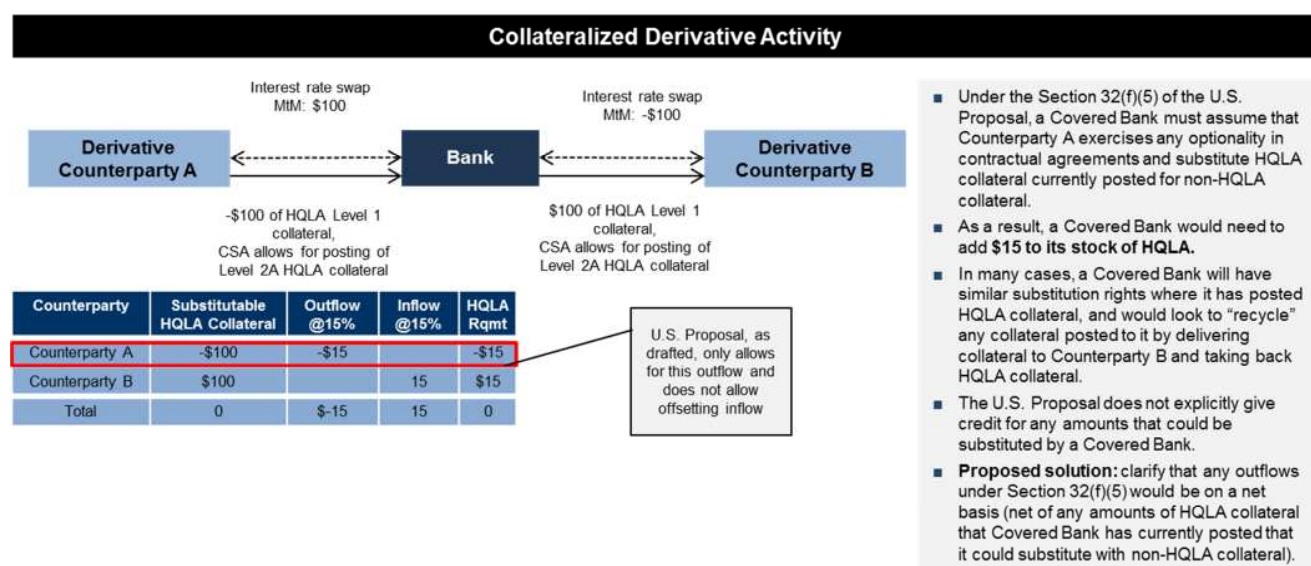 Collateralized Derivative Activity
Interest rate swap
MtM: $100
Interest rate swap
MtM: -$100
Derivative
Counterparty A
Bank
Derivative
Counterparty B
-$100 of HQLA Level 1
collateral,
CSA allows for posting of
Level 2A HQLA collateral
$100 of HQLA Level 1
collateral,
CSA allows for posting of
Level 2A HQLA collateral
Counterparty Substitutable HQLA Collateral Outflow @15% Inflow @15% HQLA Rqmt
Counterparty A -$100 -$15 -$15
Counterparty B $100 15 $15
Total 0 $-15 15 0
U.S. Proposal, as
drafted, only allows
for this outflow and
does not allow
offsetting inflow
■ Under the Section 32(f)(5) of the U.S.
Proposal, a Covered Bank must assume that
Counterparty A exercises any optionality in
contractual agreements and substitute HQLA
collateral currently posted for non-HQLA
collateral.
■ As a result, a Covered Bank would need to
add $15 to its stock of HQLA.
■ In many cases, a Covered Bank will have
similar substitution rights where it has posted
HQLA collateral, and would look to “recycle”
any collateral posted to it by delivering
collateral to Counterparty B and taking back
HQLA collateral.
■ The U.S. Proposal does not explicitly give
credit for any amounts that could be
substituted by a Covered Bank.
■ Proposed solution: clarify that any outflows
under Section 32(f)(5) would be on a net
basis (net of any amounts of HQLA collateral
that Covered Bank has currently posted that
it could substitute with non-HQLA collateral).